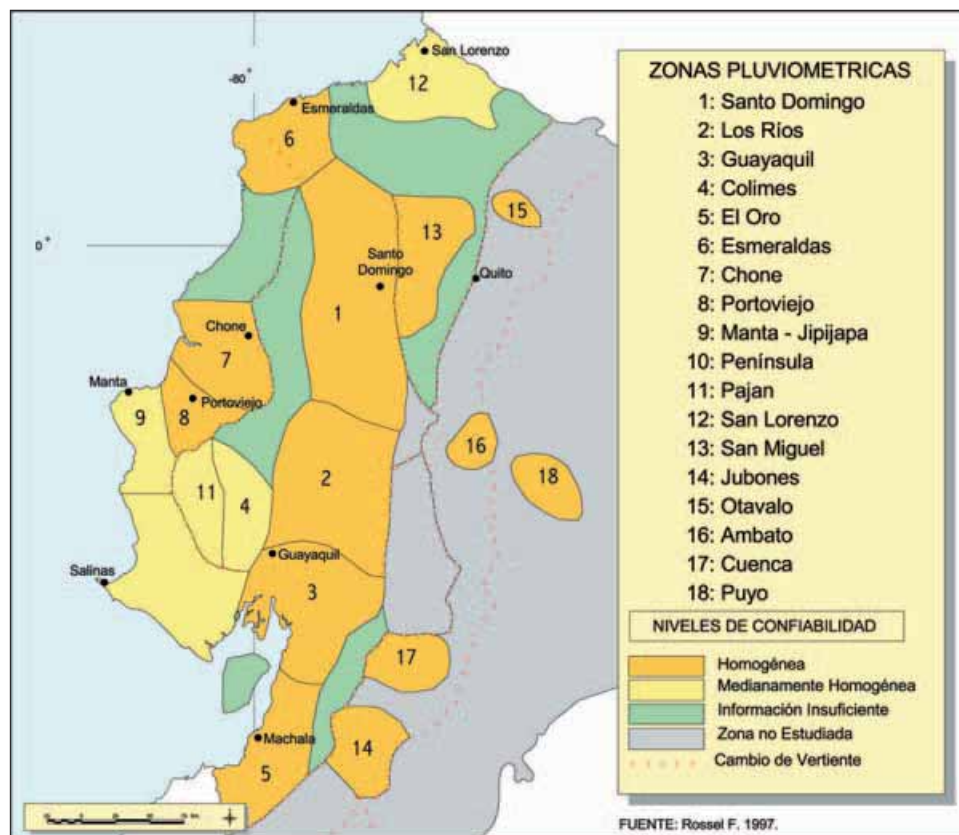 San Lorenzo
12
-80°
Esmeraldas
6
15
13
0°
Santo
Domingo
Quito
1
Chone
7
Manta
9
8
Portoviejo
16
18
2
11
4
Guayaquil
Salinas
3
17
Machala
14
5
ZONAS PLUVIOMETRICAS
1: Santo Domingo
2: Los Ríos
3: Guayaquil
4: Colimes
5: El Oro
6: Esmeraldas
7: Chone
8: Portoviejo
9: Manta - Jipijapa
10: Península
11: Pajan
12: San Lorenzo
13: San Miguel
14: Jubones
15: Otavalo
16: Ambato
17: Cuenca
18: Puyo
NIVELES DE CONFIABILIDAD
Homogénea
Medianamente Homogénea
Información Insuficiente
Zona no Estudiada
Cambio de Vertiente
FUENTE: Rossel F. 1997.